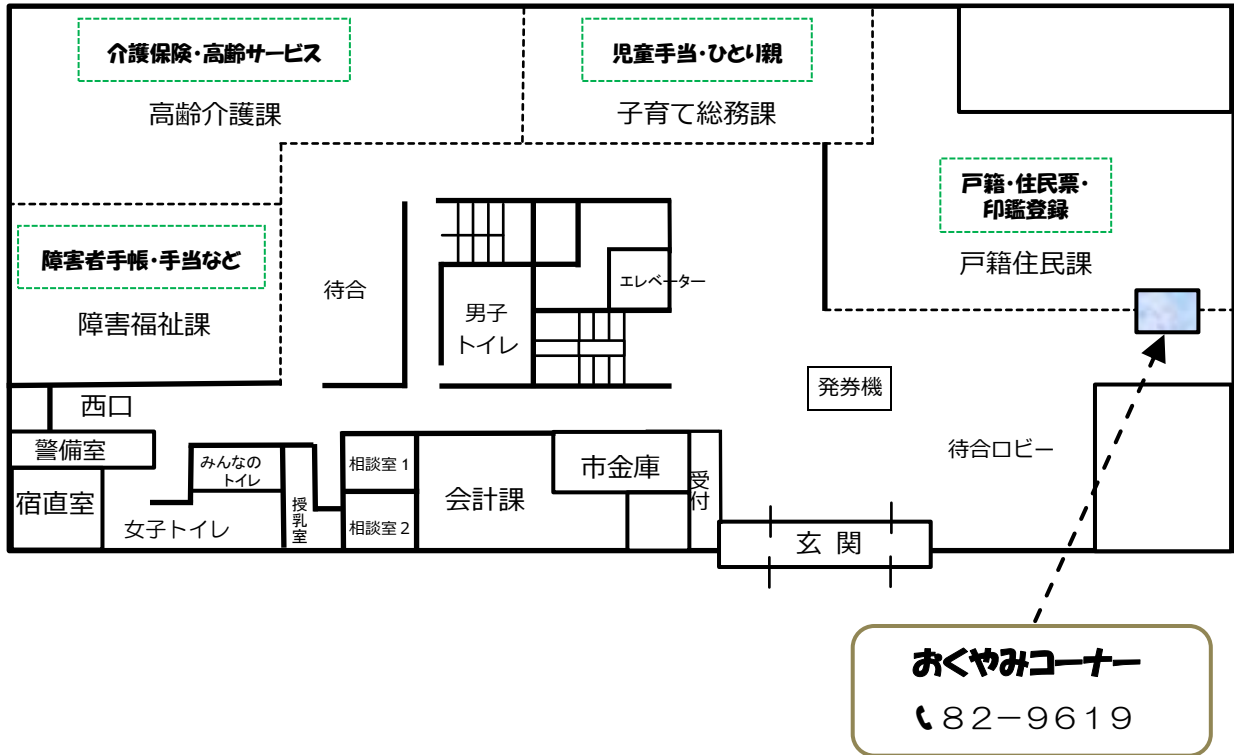 介護保険・高齢サービス
高齢介護課
児童手当・ひとり親
子育て総務課
戸籍・住民票・
印鑑登録
戸籍住民課
障害者手帳・手当など
障害福祉課
待合
男子
トイレ
エレベーター
発券機
待合ロビー
西口
警備室
宿直室
みんなの
トイレ
女子トイレ
授乳室
相談室1
相談室2
会計課
市金庫
受付
玄 関
おくやみコーナー
82-9619